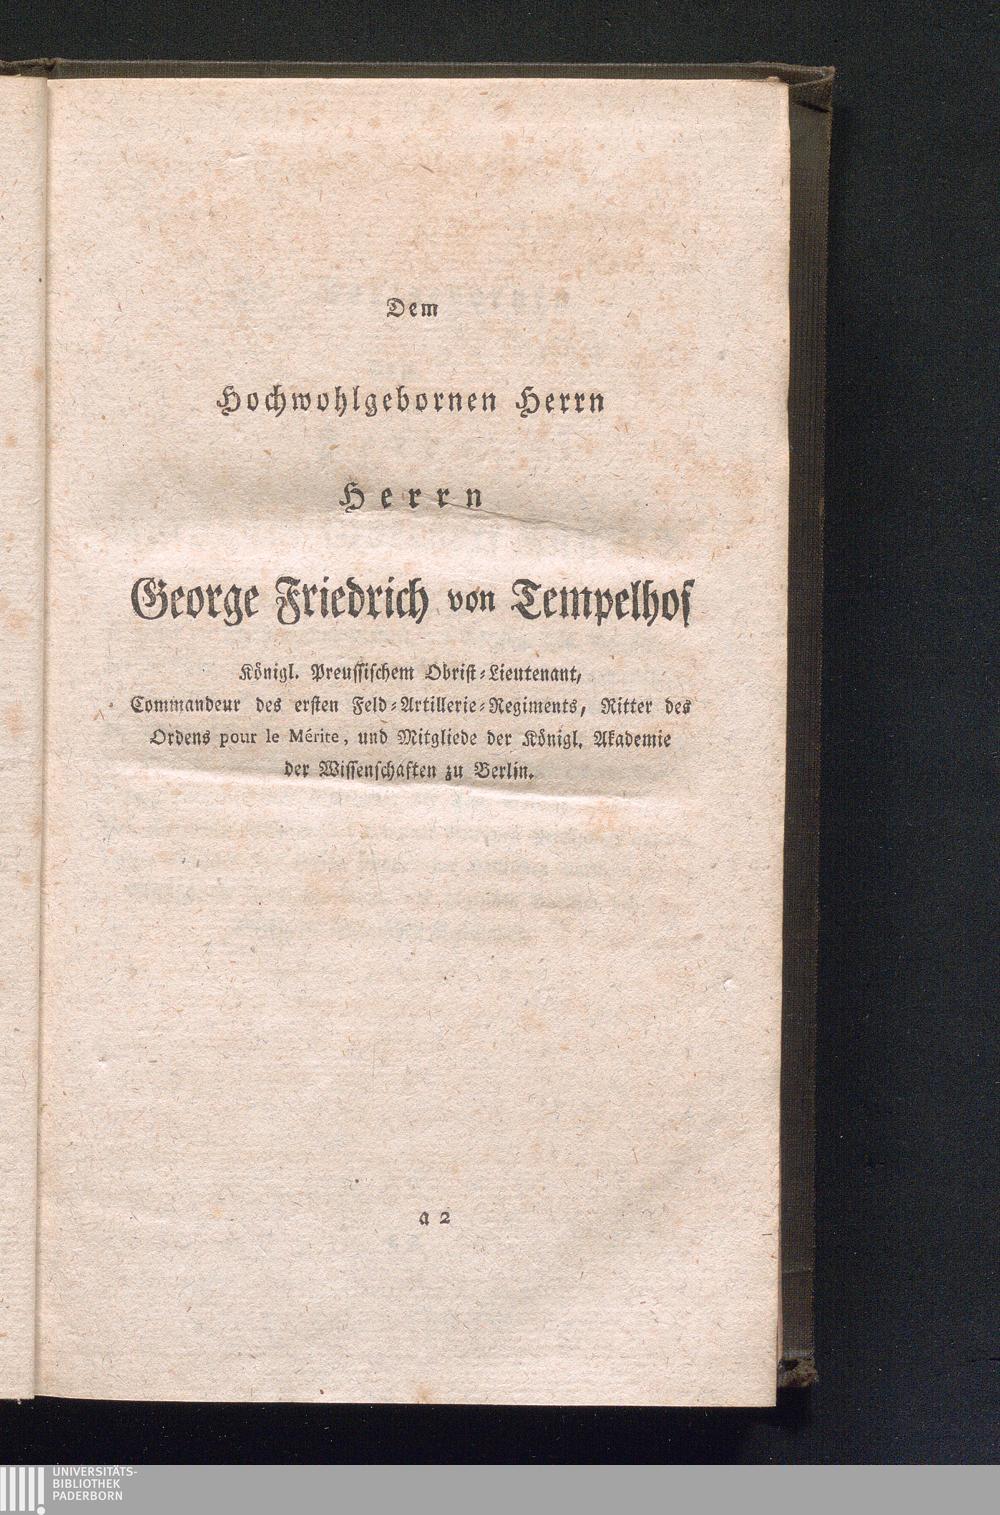 Dem
Hochwohlgebornen Herrn
Herrn
George Friedrich von Tempelhof
Königl. Preussischem Obrist-Lieutenant,
Commandeur des ersten Feld-Artillerie-Regiments, Ritter des
Ordens pour le Mérite, und Mitgliede der Königl. Akademie
der Wissenschaften zu Berlin.
a 2
UNIVERSITÄTS-
BIBLIOTHEK
PADERBORN